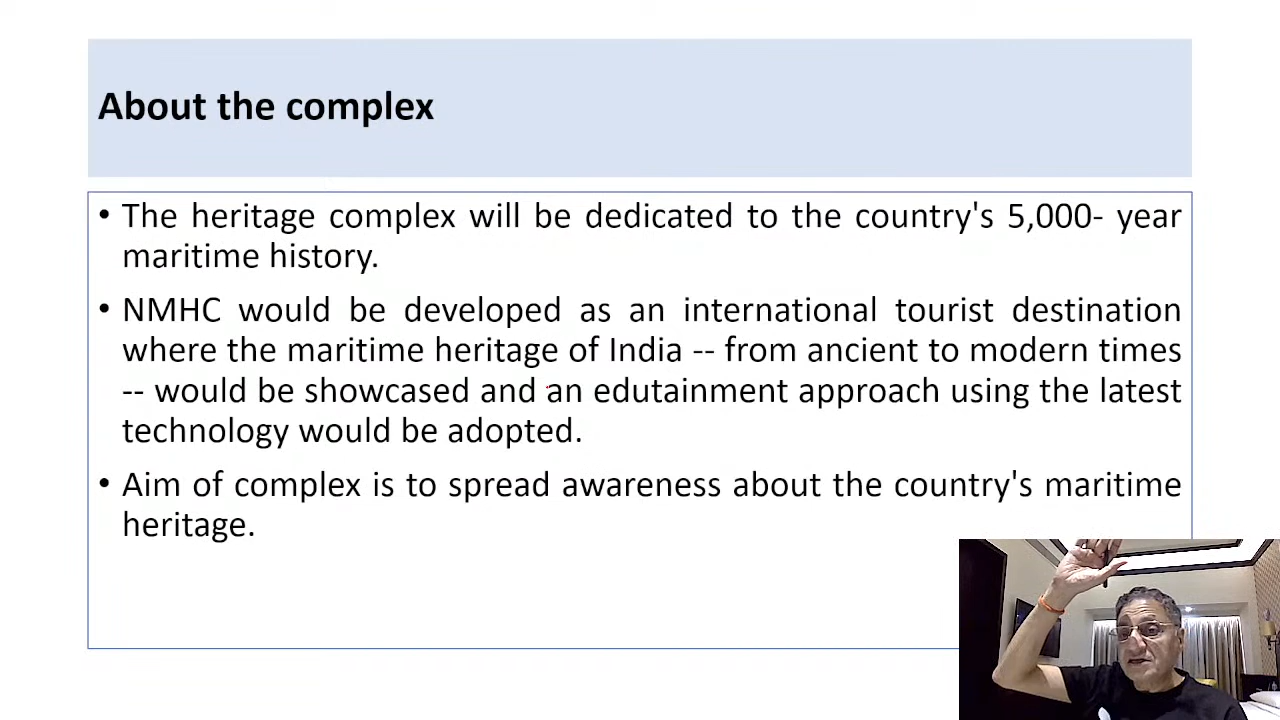 About the complex
• The heritage complex will be dedicated to the country's 5,000- year
maritime history.
• NMHC would be developed as an international tourist destination
where the maritime heritage of India -- from ancient to modern times
-- would be showcased and an edutainment approach using the latest
technology would be adopted.
• Aim of complex is to spread awareness about the country's maritime
heritage.